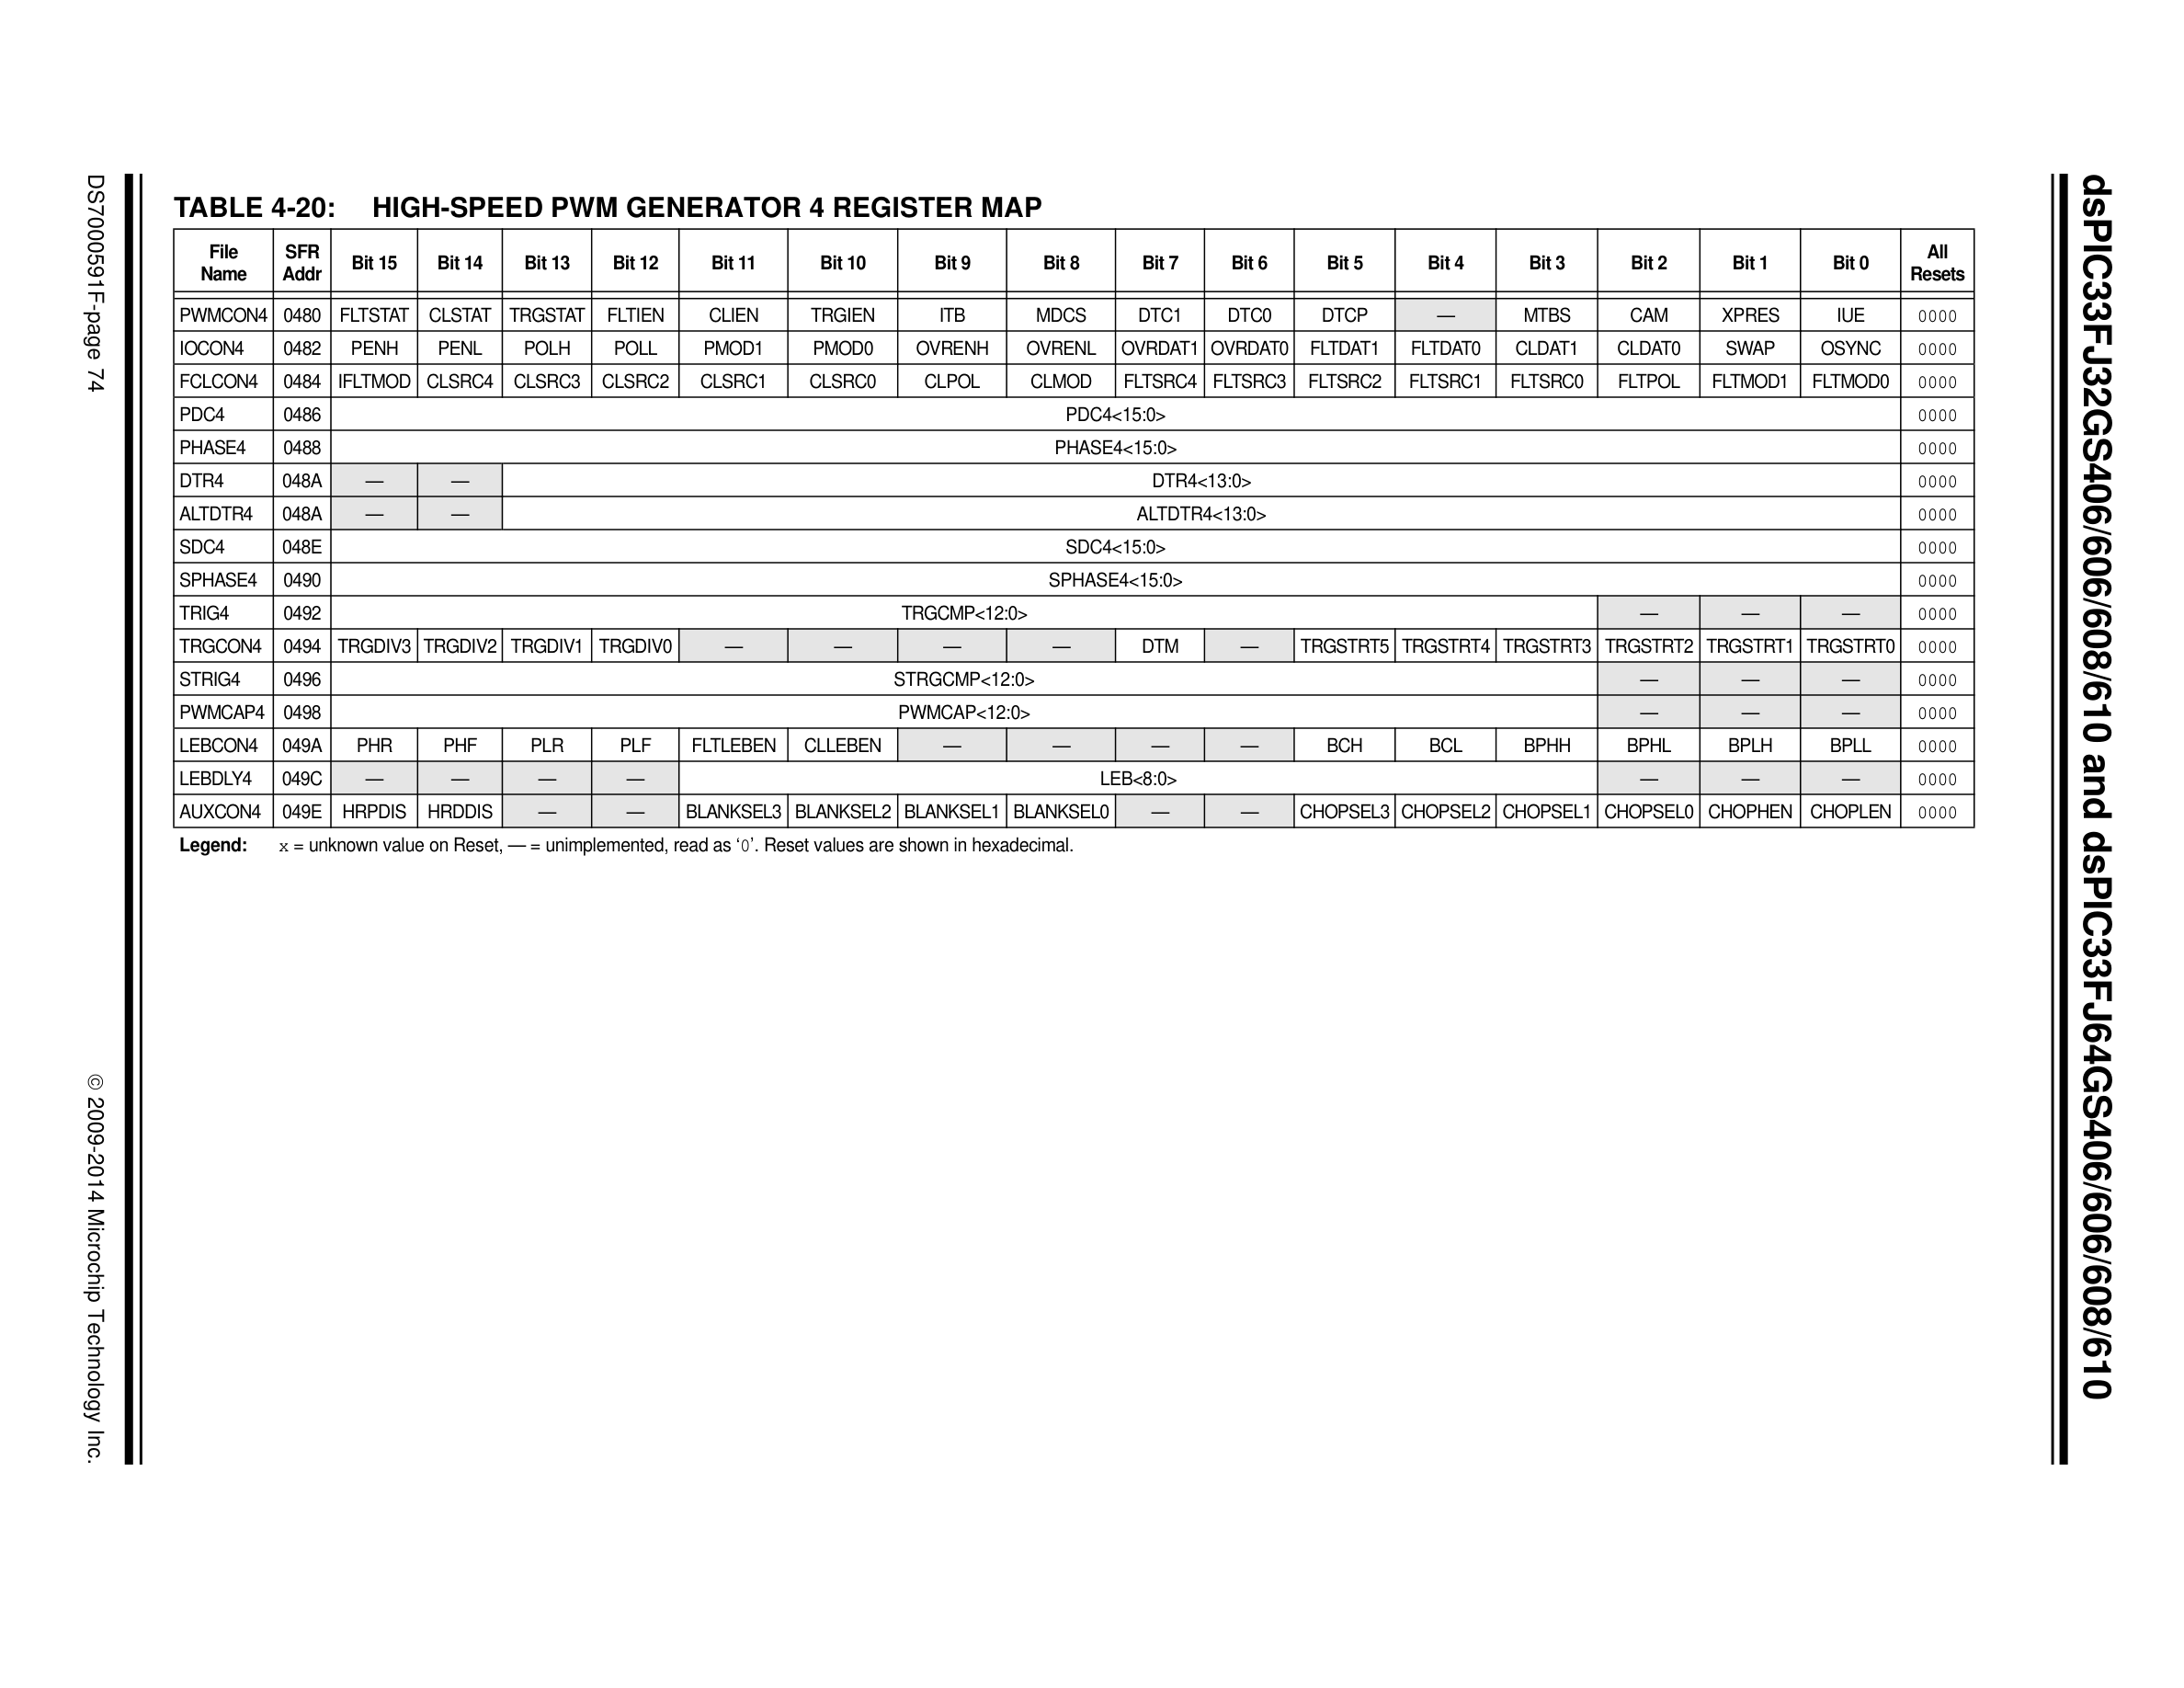 dsPIC33FJ32GS406/606/608/610 and dsPIC33FJ64GS406/606/608/610
TABLE 4-20: HIGH-SPEED PWM GENERATOR 4 REGISTER MAP
File Name SFR Addr Bit 15 Bit 14 Bit 13 Bit 12 Bit 11 Bit 10 Bit 9 Bit 8 Bit 7 Bit 6 Bit 5 Bit 4 Bit 3 Bit 2 Bit 1 Bit 0 All Resets
PWMCON4 0480 FLTSTAT CLSTAT TRGSTAT FLTIEN CLIEN TRGIEN ITB MDCS DTC1 DTC0 DTCP — MTBS CAM XPRES IUE 0000
IOCON4 0482 PENH PENL POLH POLL PMOD1 PMOD0 OVRENH OVRENL OVRDAT1 OVRDAT0 FLTDAT1 FLTDAT0 CLDAT1 CLDAT0 SWAP OSYNC 0000
FCLCON4 0484 IFLTMOD CLSRC4 CLSRC3 CLSRC2 CLSRC1 CLSRC0 CLPOL CLMOD FLTSRC4 FLTSRC3 FLTSRC2 FLTSRC1 FLTSRC0 FLTPOL FLTMOD1 FLTMOD0 0000
PDC4 0486 PDC4<15:0> 0000
PHASE4 0488 PHASE4<15:0> 0000
DTR4 048A — — DTR4<13:0> 0000
ALTDTR4 048A — — ALTDTR4<13:0> 0000
SDC4 048E SDC4<15:0> 0000
SPHASE4 0490 SPHASE4<15:0> 0000
TRIG4 0492 TRGCMP<12:0> — — — 0000
TRGCON4 0494 TRGDIV3 TRGDIV2 TRGDIV1 TRGDIV0 — — — — DTM — TRGSTRT5 TRGSTRT4 TRGSTRT3 TRGSTRT2 TRGSTRT1 TRGSTRT0 0000
STRIG4 0496 STRGCMP<12:0> — — — 0000
PWMCAP4 0498 PWMCAP<12:0> — — — 0000
LEBCON4 049A PHR PHF PLR PLF FLTLEBEN CLLEBEN — — — — BCH BCL BPHH BPHL BPLH BPLL 0000
LEBDLY4 049C — — — — LEB<8:0> — — — 0000
AUXCON4 049E HRPDIS HRDDIS — — BLANKSEL3 BLANKSEL2 BLANKSEL1 BLANKSEL0 — — CHOPSEL3 CHOPSEL2 CHOPSEL1 CHOPSEL0 CHOPHEN CHOPLEN 0000
Legend: x = unknown value on Reset, — = unimplemented, read as ‘0’. Reset values are shown in hexadecimal.
DS7000591F-page 74
© 2009-2014 Microchip Technology Inc.